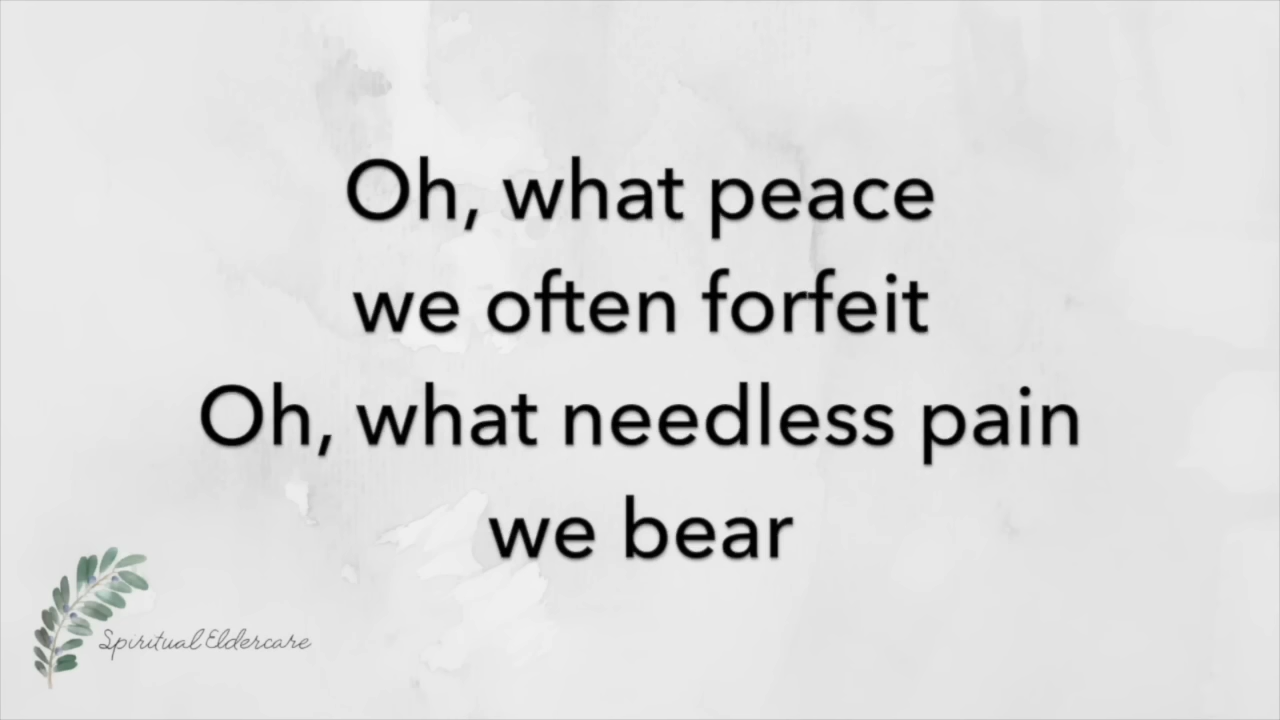 Oh, what peace
we often forfeit
Oh, what needless pain
we bear
Spiritual Eldercare